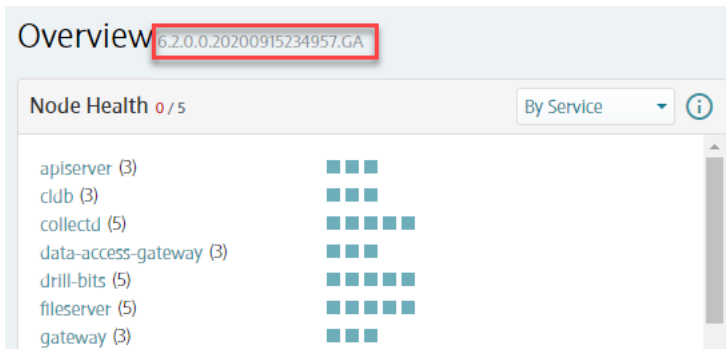 Overview 6.2.0.0.20200915234957.GA
Node Health 0 / 5 By Service
apiserver (3)
cldb (3)
collectd (5)
data-access-gateway (3)
drill-bits (5)
fileserver (5)
gateway (3)